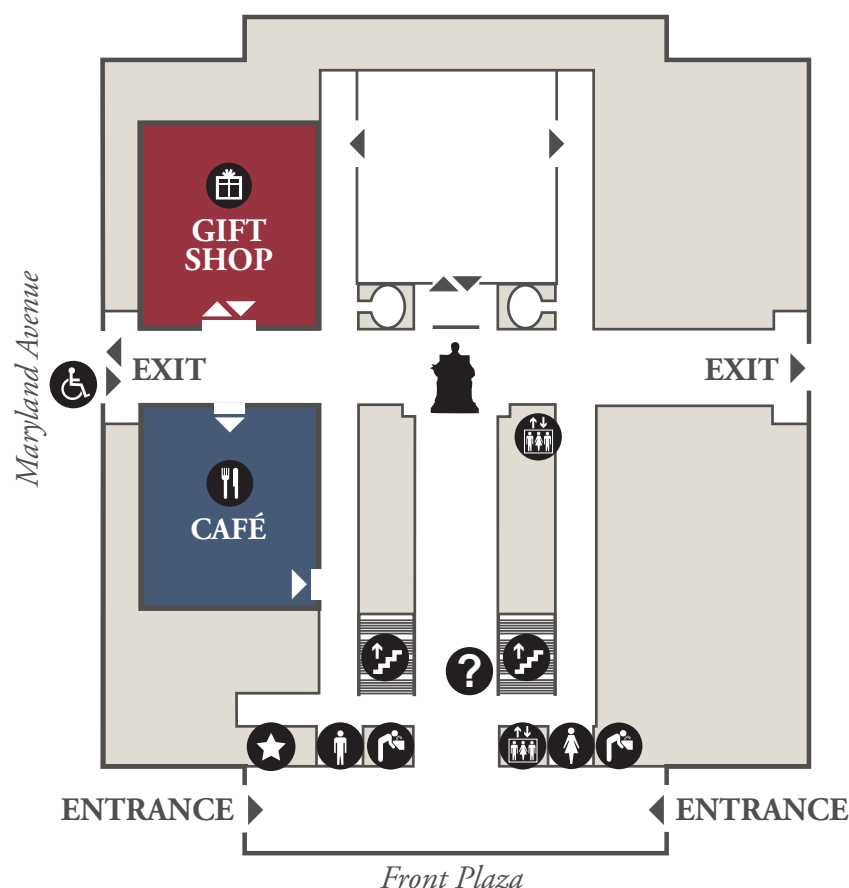 GIFT
SHOP
Maryland Avenue
EXIT
EXIT
CAFÉ
?
ENTRANCE
ENTRANCE
Front Plaza